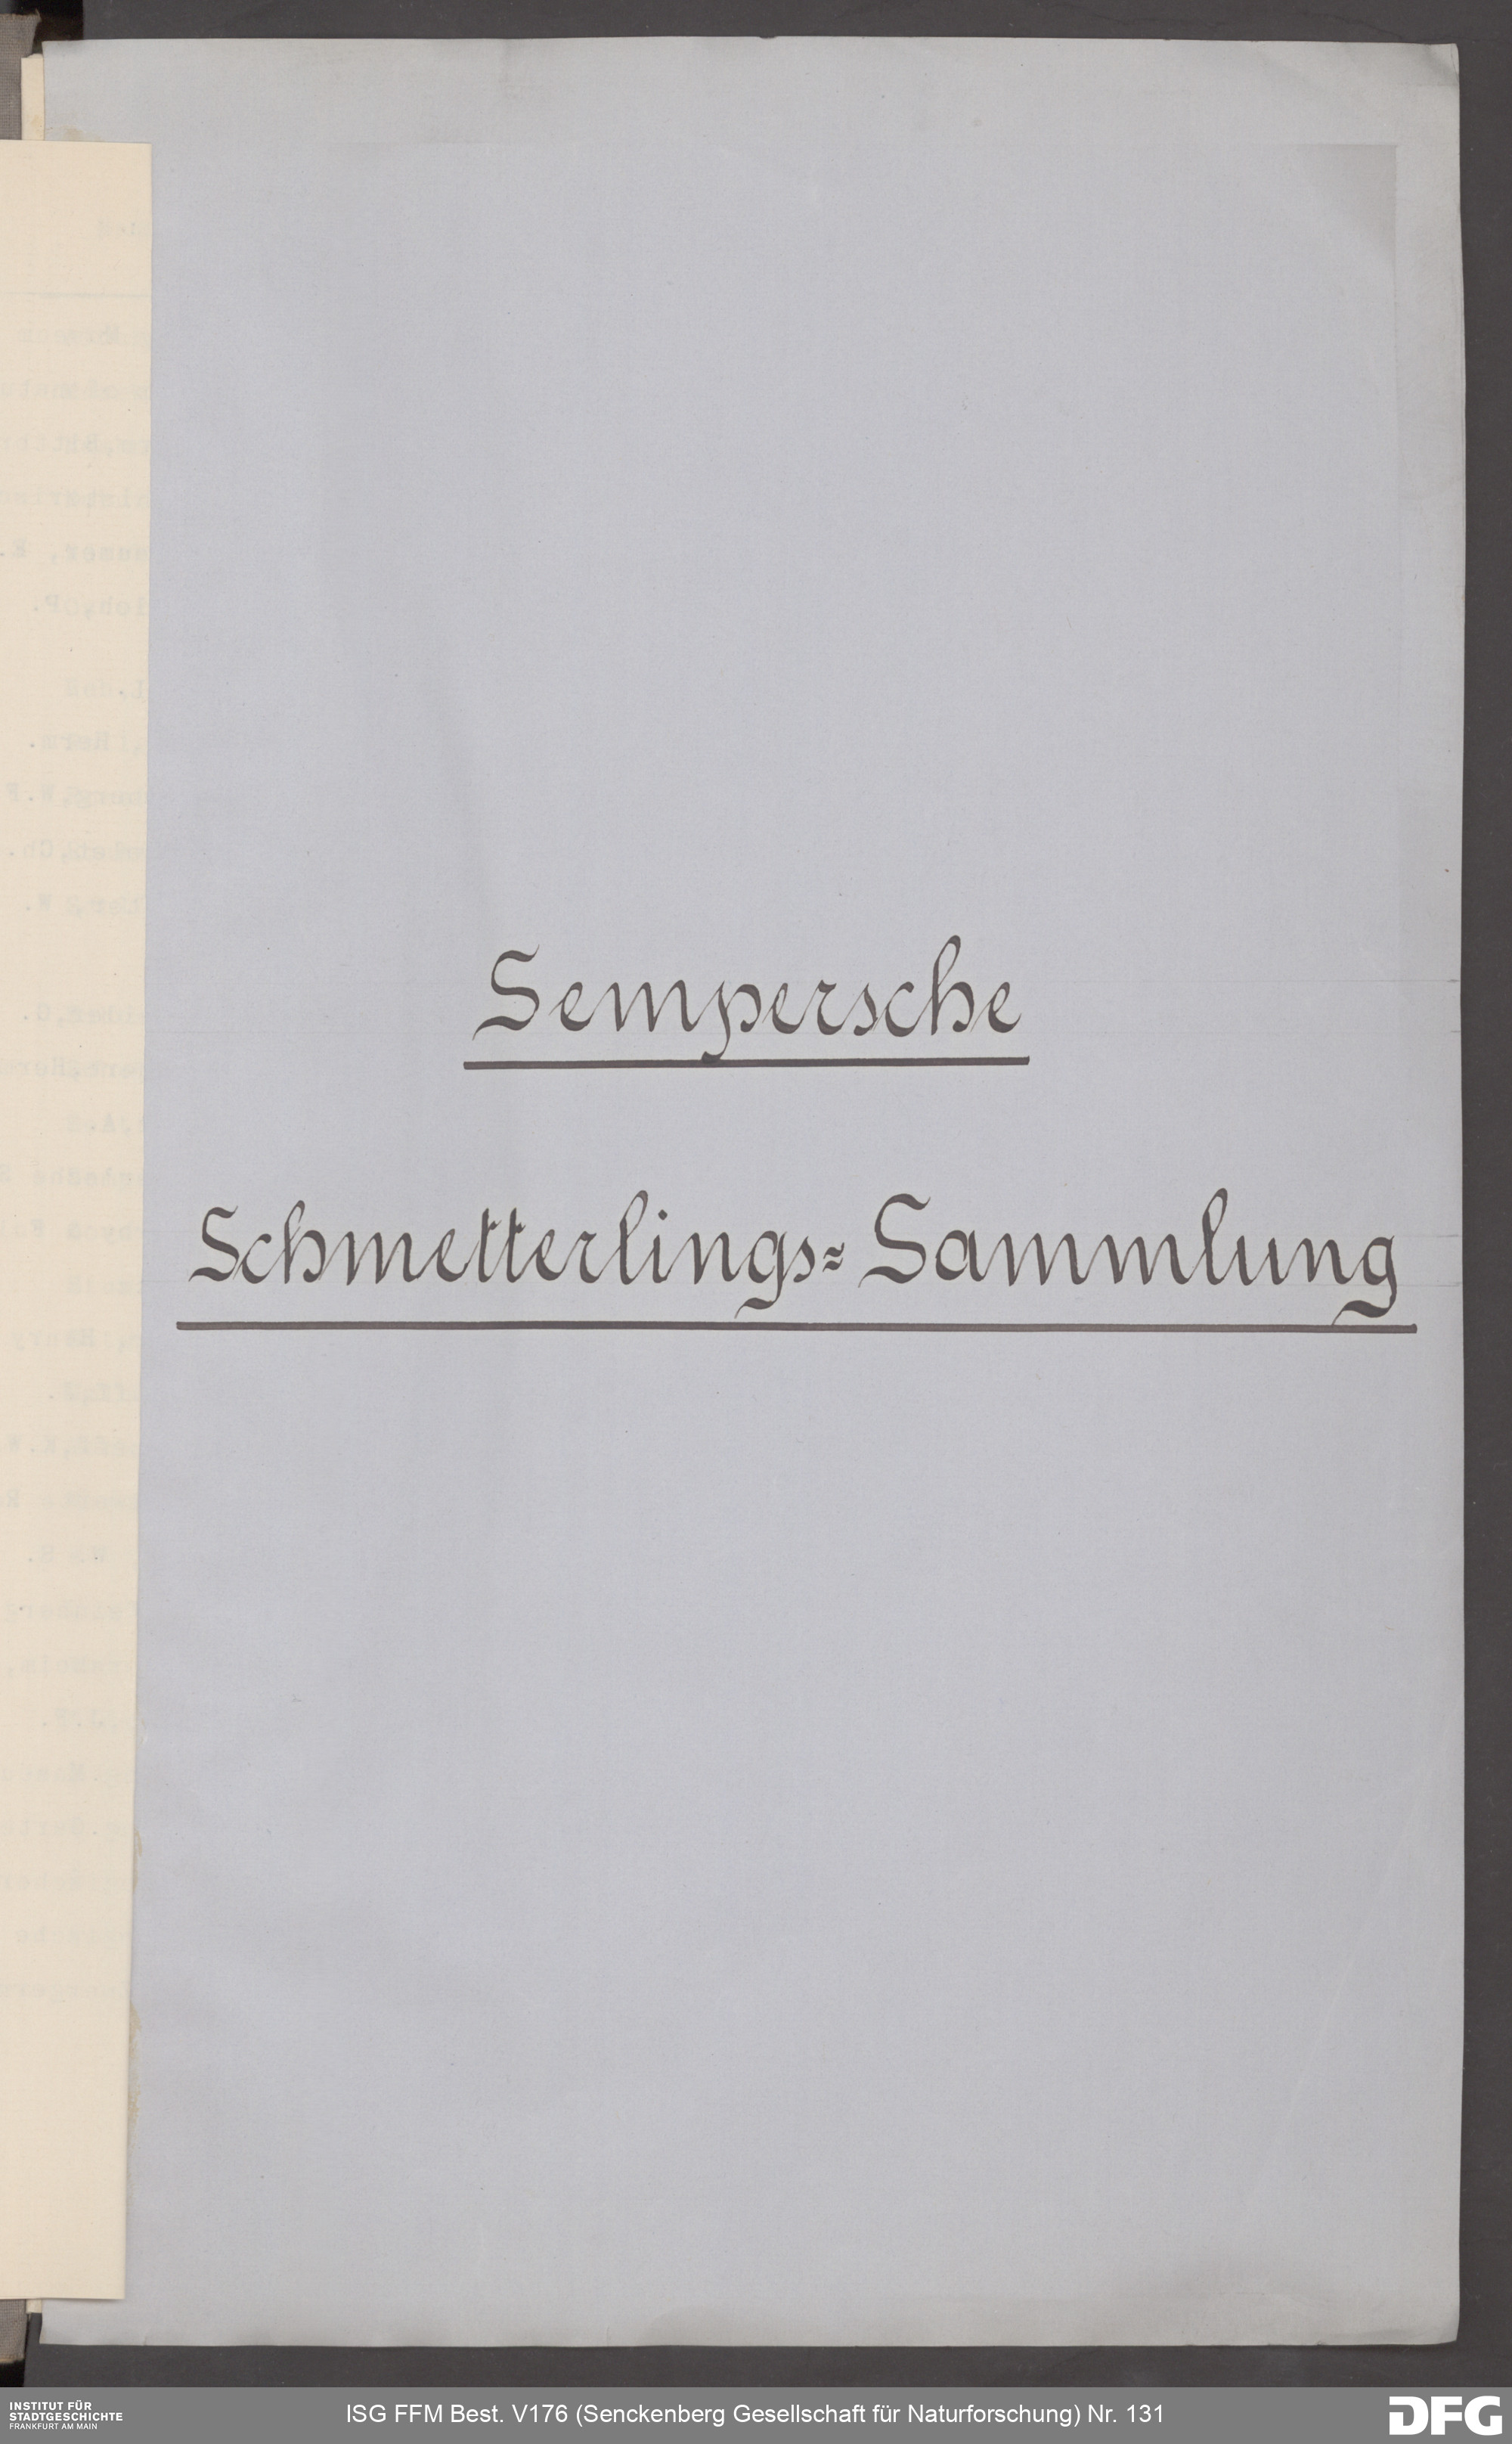 Sempersche
Schmetterlings-Sammlung
INSTITUT FÜR
STADTGESCHICHTE
FRANKFURT AM MAIN
ISG FFM Best. V176 (Senckenberg Gesellschaft für Naturforschung) Nr. 131
DFG